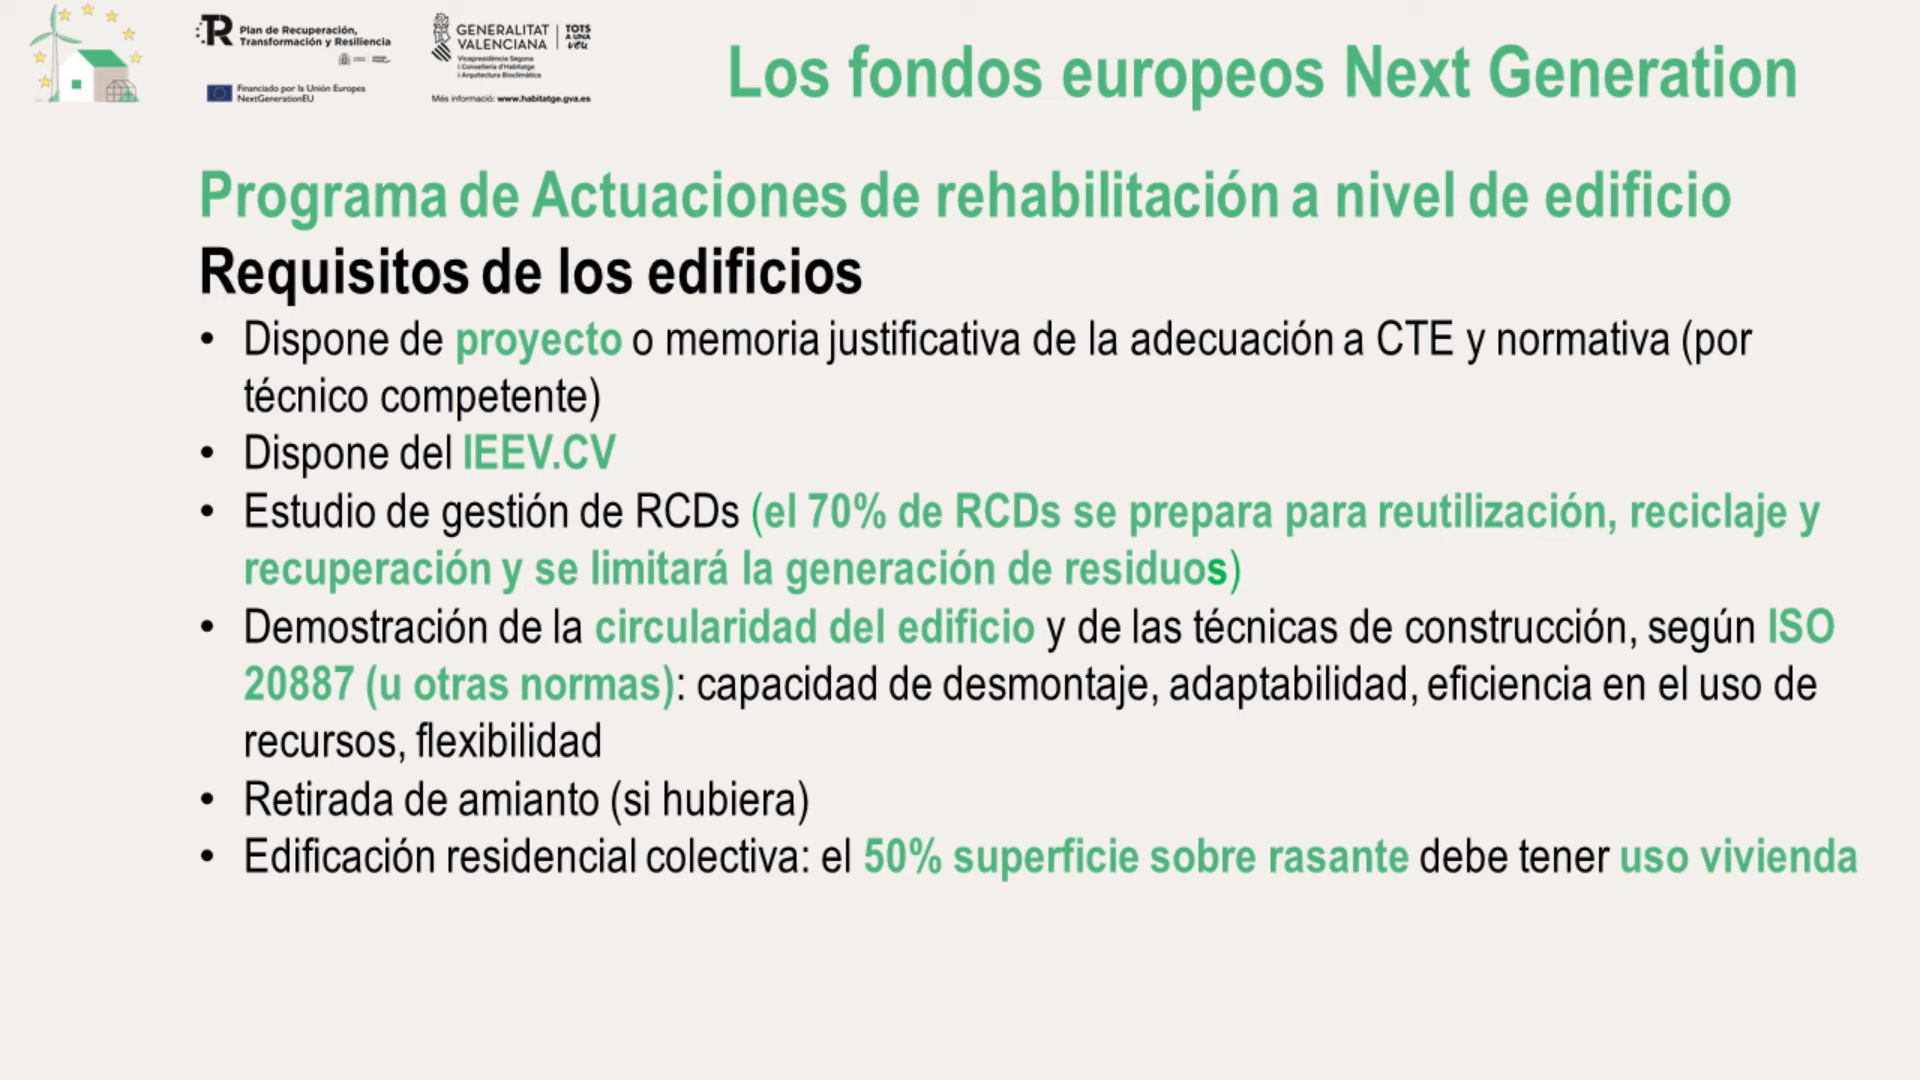 Plan de Recuperación,
Transformación y Resiliencia
Financiado por la Unión Europea
NextGenerationEU
GENERALITAT
VALENCIANA
Vicepresidència Segona
i Conselleria d'Habitatge
i Arquitectura Bioclimàtica
TOTS
A UNA
veu
Més informació: www.habitatge.gva.es
Los fondos europeos Next Generation
Programa de Actuaciones de rehabilitación a nivel de edificio
Requisitos de los edificios
• Dispone de proyecto o memoria justificativa de la adecuación a CTE y normativa (por
técnico competente)
• Dispone del IEEV.CV
• Estudio de gestión de RCDs (el 70% de RCDs se prepara para reutilización, reciclaje y
recuperación y se limitará la generación de residuos)
• Demostración de la circularidad del edificio y de las técnicas de construcción, según ISO
20887 (u otras normas): capacidad de desmontaje, adaptabilidad, eficiencia en el uso de
recursos, flexibilidad
• Retirada de amianto (si hubiera)
• Edificación residencial colectiva: el 50% superficie sobre rasante debe tener uso vivienda